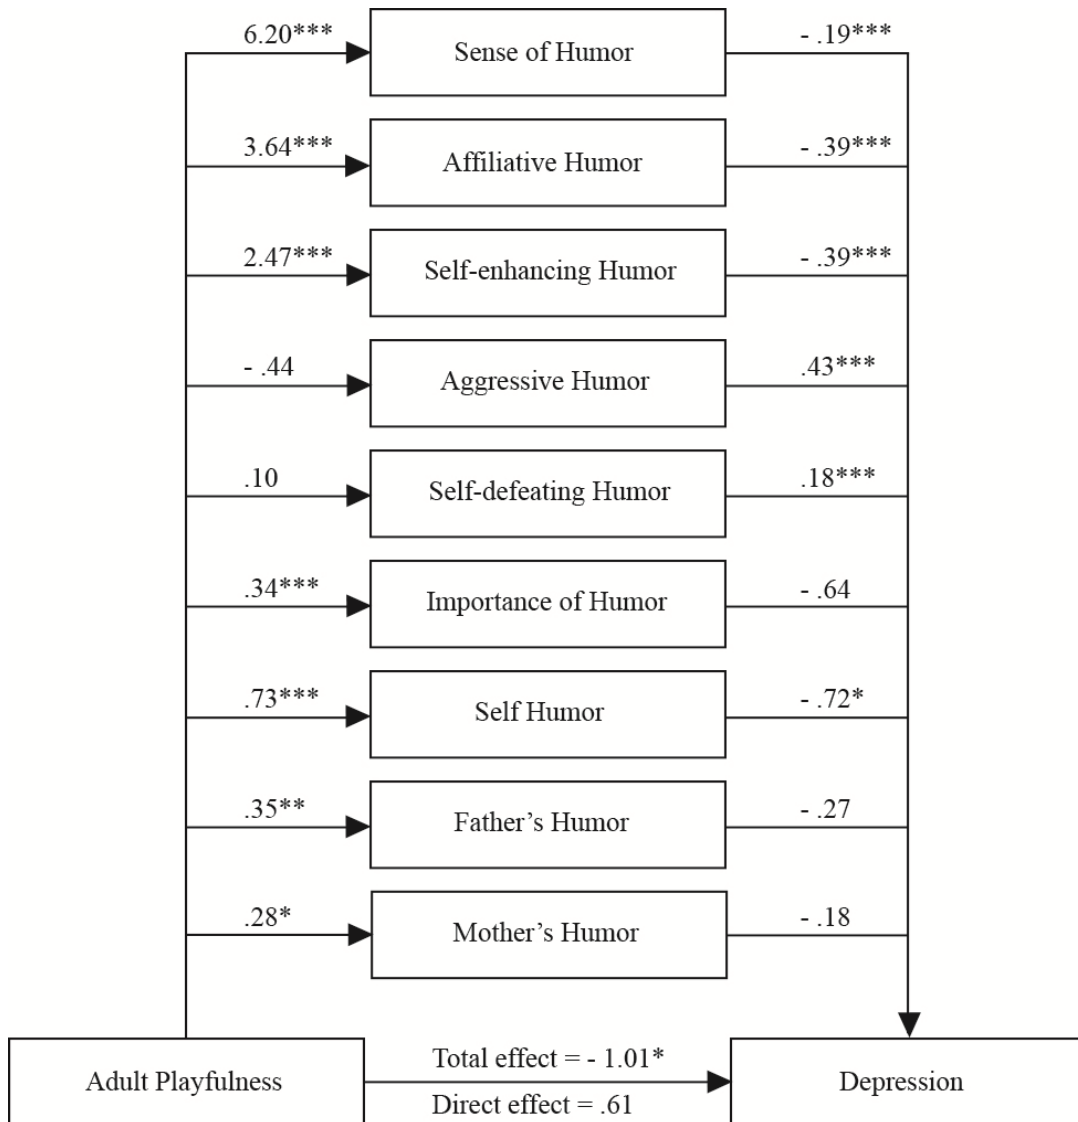 6.20*** Sense of Humor - .19***
3.64*** Affiliative Humor - .39***
2.47*** Self-enhancing Humor - .39***
- .44 Aggressive Humor .43***
.10 Self-defeating Humor .18***
.34*** Importance of Humor - .64
.73*** Self Humor - .72*
.35** Father’s Humor - .27
.28* Mother’s Humor - .18
Adult Playfulness Total effect = - 1.01* Depression
Direct effect = .61